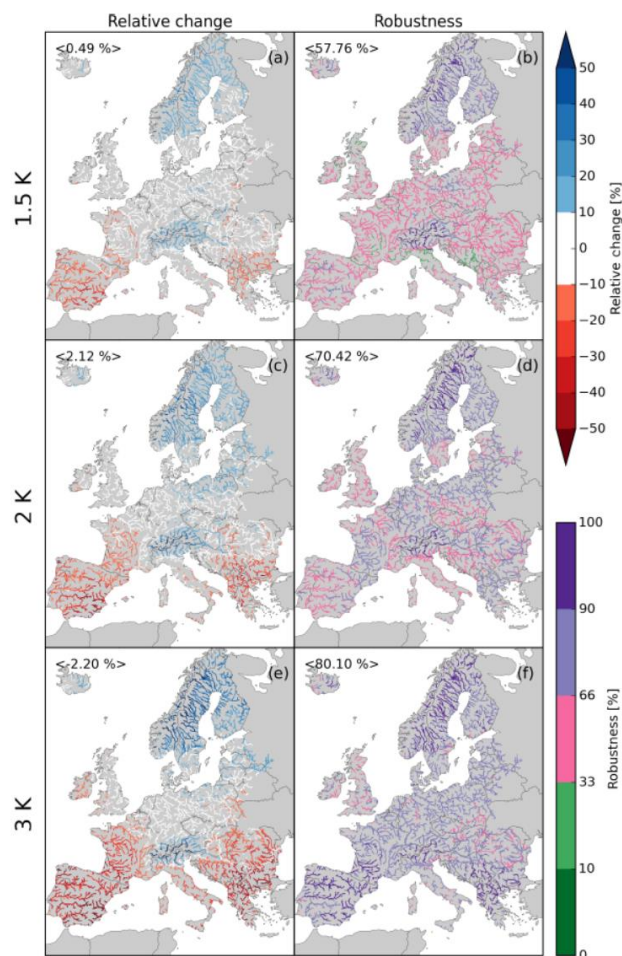 Relative change
Robustness
<0.49 %>
(a)
<57.76 %>
(b)
1.5 K
<2.12 %>
(c)
<70.42 %>
(d)
2 K
<-2.20 %>
(e)
<80.10 %>
(f)
3 K
50
40
30
20
10
0
−10
−20
−30
−40
−50
Relative change [%]
100
90
66
33
10
0
Robustness [%]